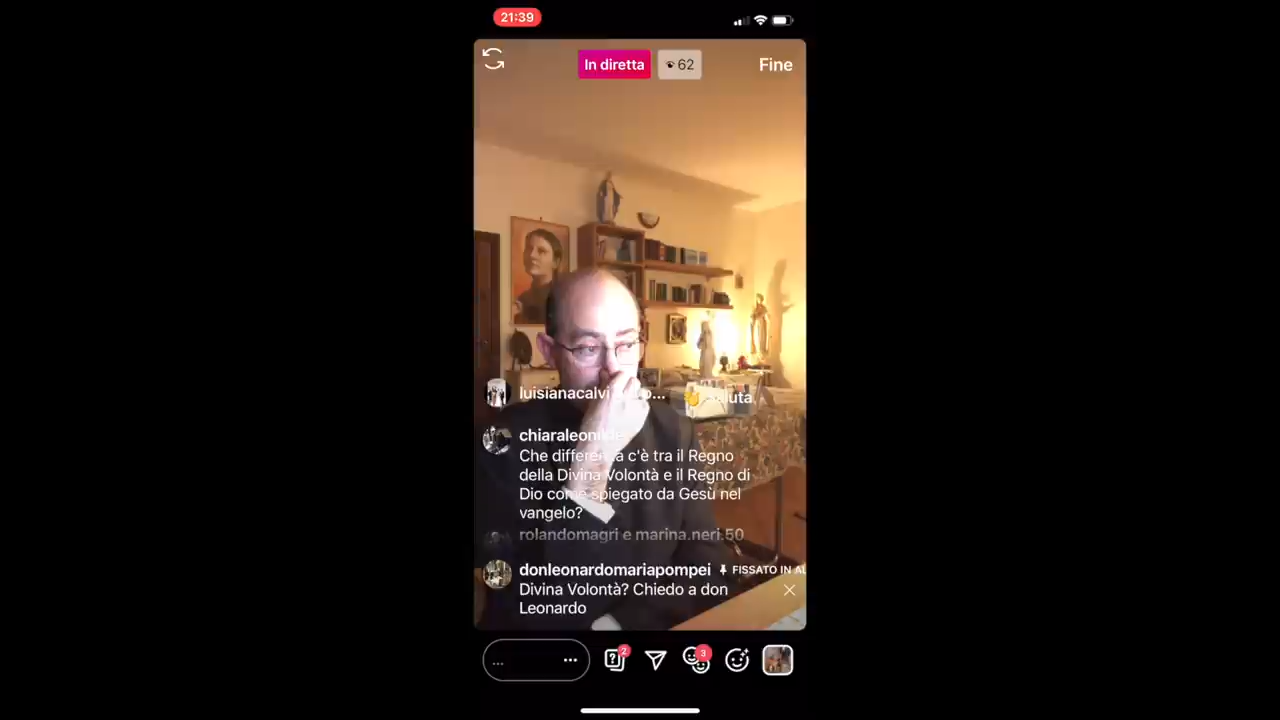 21:39
In diretta
62
Fine
luisianacalvi
chiaraleon
Che differenza c'è tra il Regno
della Divina Volontà e il Regno di
Dio come spiegato da Gesù nel
vangelo?
rolandomagri e marina.neri.50
donleonardomariapompei FISSATO IN AL
Divina Volontà? Chiedo a don
Leonardo
...
2
3